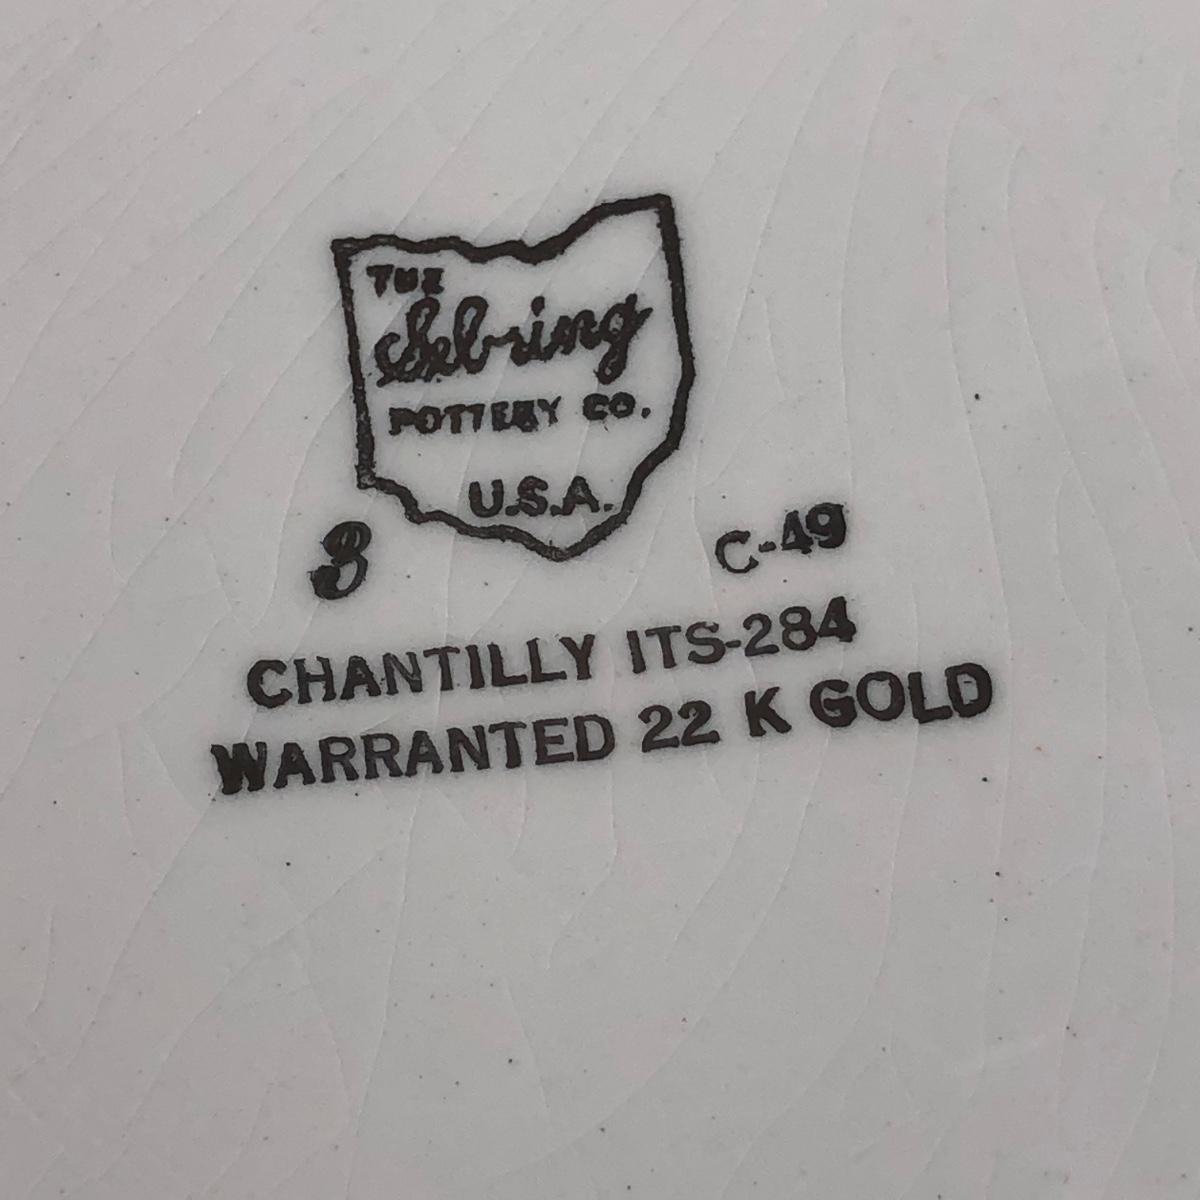 THE
Sebring
POTTERY CO.
U.S.A.
3 C-49
CHANTILLY ITS-284
WARRANTED 22 K GOLD